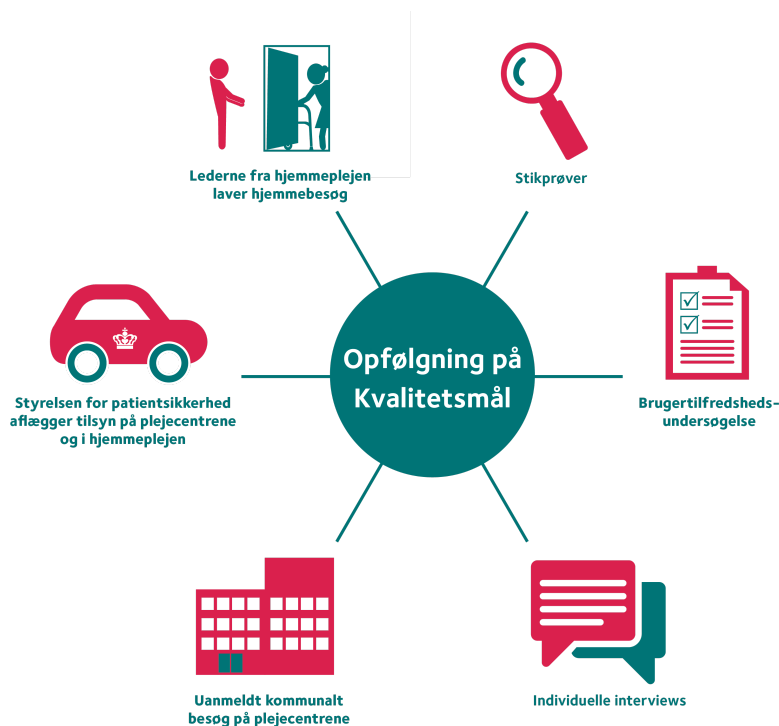 Lederne fra hjemmeplejen
laver hjemmebesøg
Stikprøver
Opfølgning på
Kvalitetsmål
Styrelsen for patientsikkerhed
aflægger tilsyn på plejecentrene
og i hjemmeplejen
Brugertilfredsheds-
undersøgelse
Uanmeldt kommunalt
besøg på plejecentrene
Individuelle interviews